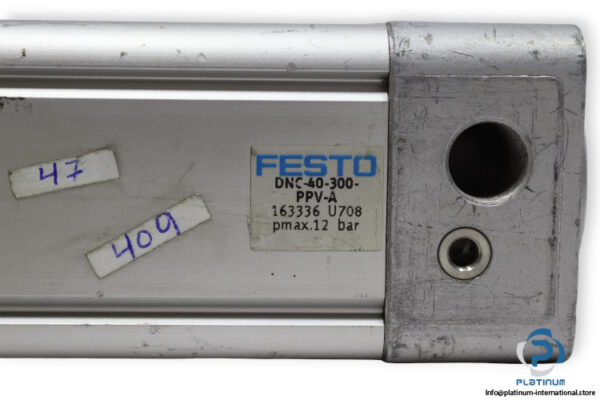 47
409
FESTO
DNC-40-300-
PPV-A
163336 U708
pmax.12 bar
PLATINUM
Info@platinum-international.store